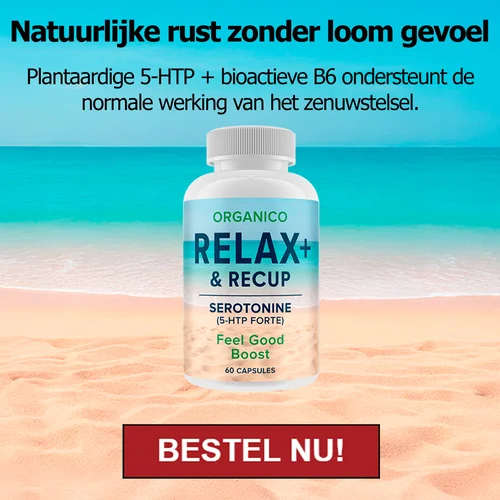 Natuurlijke rust zonder loom gevoel
Plantaardige 5-HTP + bioactieve B6 ondersteunt de
normale werking van het zenuwstelsel.
ORGANICO
RELAX+
& RECUP
SEROTONINE
(5-HTP FORTE)
Feel Good
Boost
60 CAPSULES
BESTEL NU!